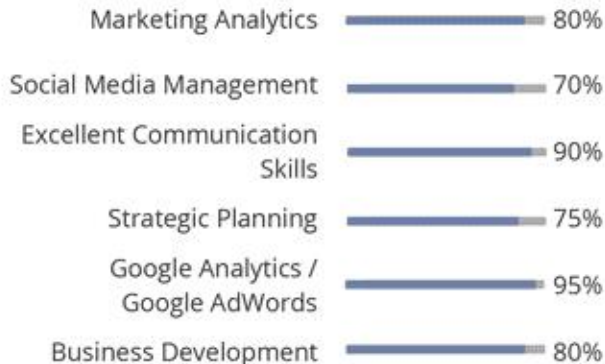 Marketing Analytics 80%
Social Media Management 70%
Excellent Communication
Skills 90%
Strategic Planning 75%
Google Analytics /
Google AdWords 95%
Business Development 80%